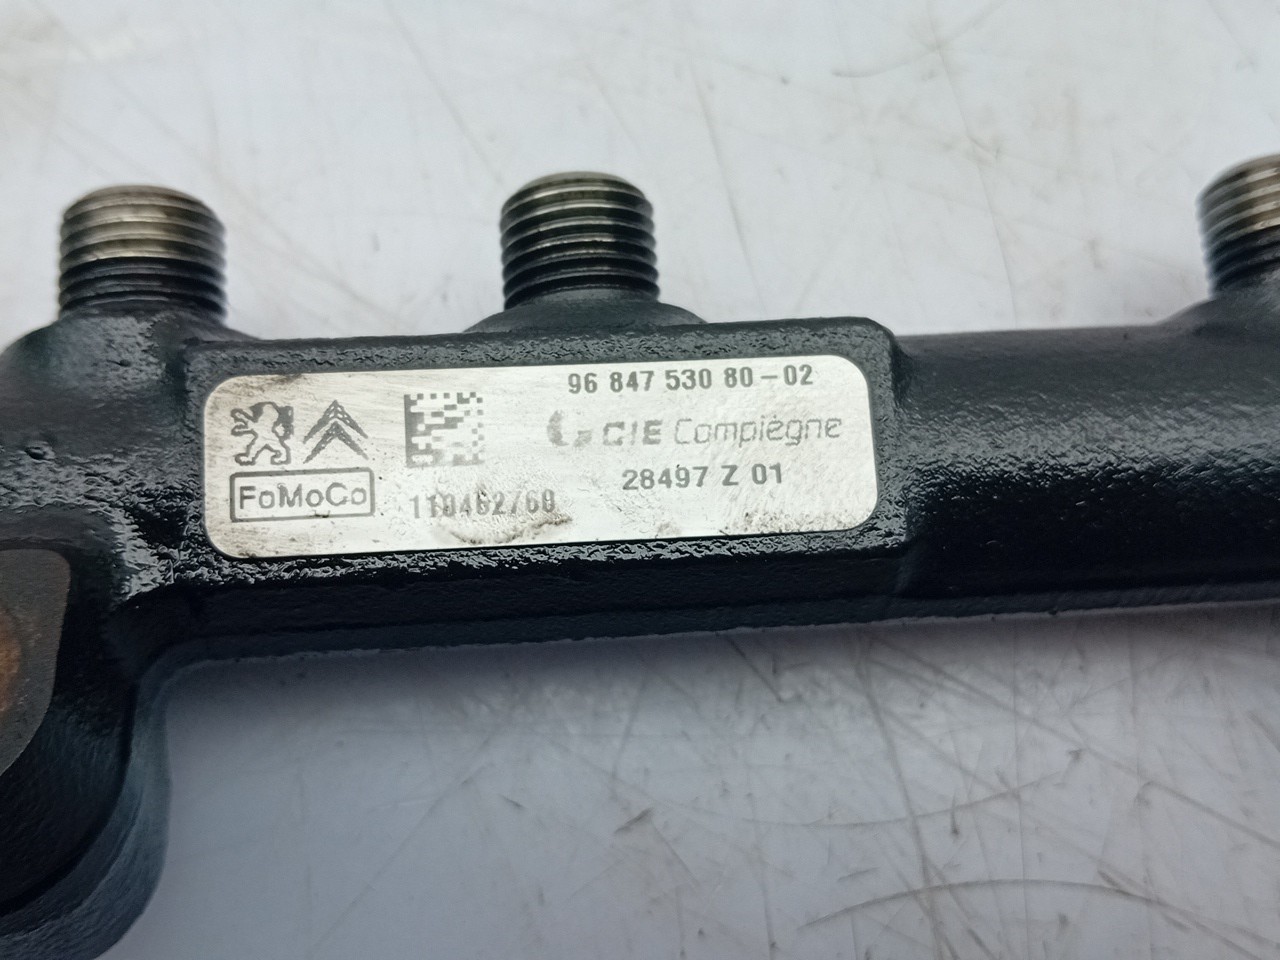 96 847 530 80-02
CIE Compiègne
28497 Z 01
FoMoCo